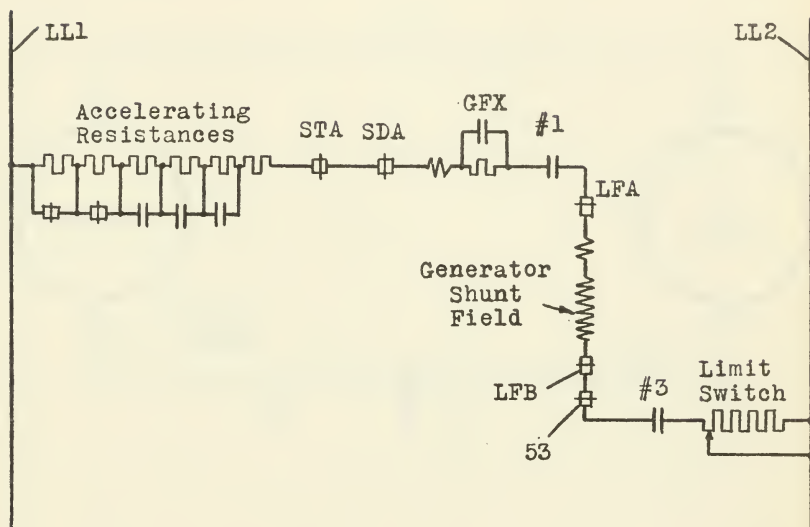 LL1
LL2
Accelerating
Resistances
STA
SDA
GFX
#1
LFA
Generator
Shunt
Field
LFB
53
#3
Limit
Switch